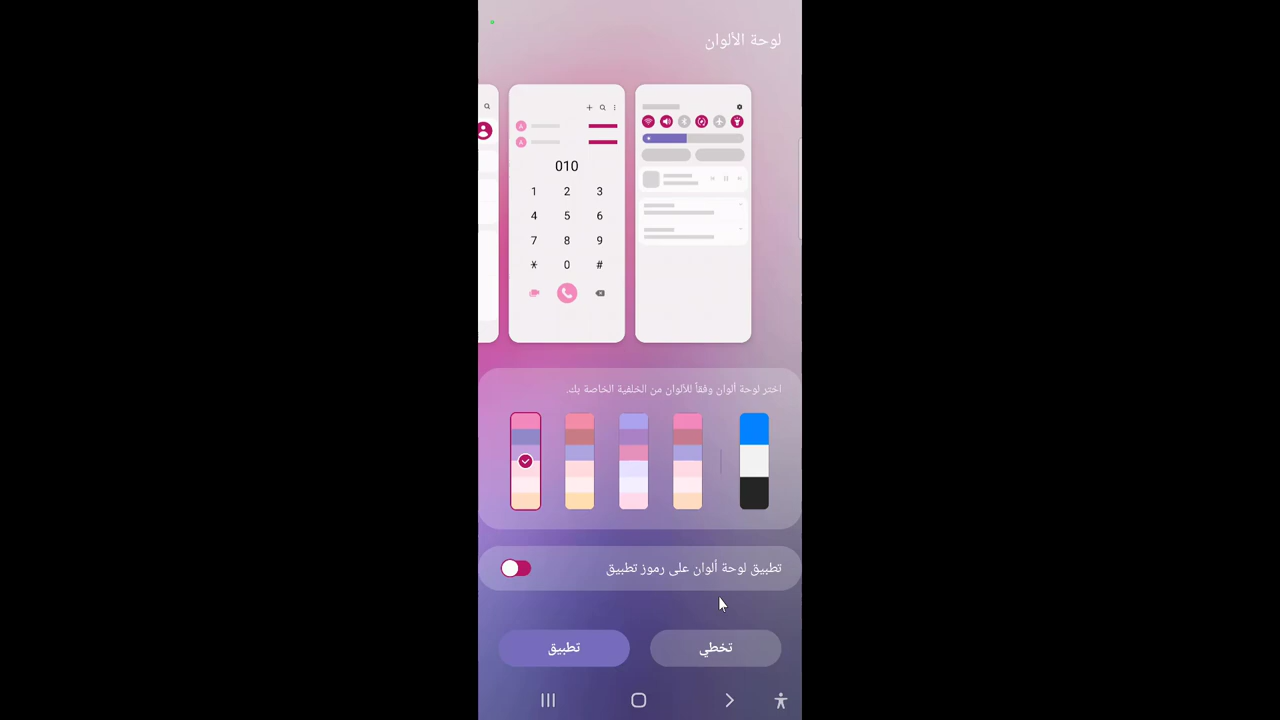 لوحة الألوان
A
A
010
1 2 3
4 5 6
7 8 9
* 0 #
اختر لوحة ألوان وفقاً للألوان من الخلفية الخاصة بك.
تطبيق لوحة ألوان على رموز تطبيق
تخطي
تطبيق